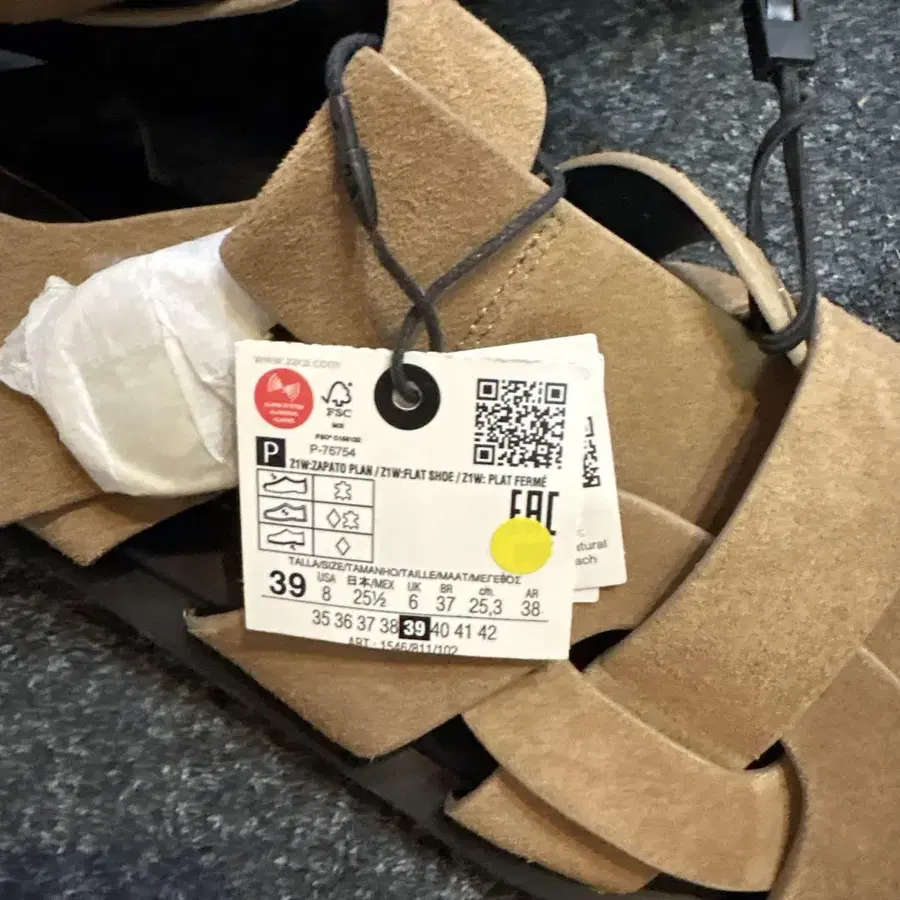 www.zara.com
FSC
MIX
P-76754
P
Z1W:ZAPATO PLAN / Z1W:FLAT SHOE / Z1W: PLAT FERMÉ
EAC
TALLA/SIZE/TAMANHO/TAILLE/MAAT/ΜΕΓΕΘΟΣ
39 USA 日本/MEX UK BR cm. AR
8 25½ 6 37 25,3 38
35 36 37 38 39 40 41 42
ART.: 1546/811/102